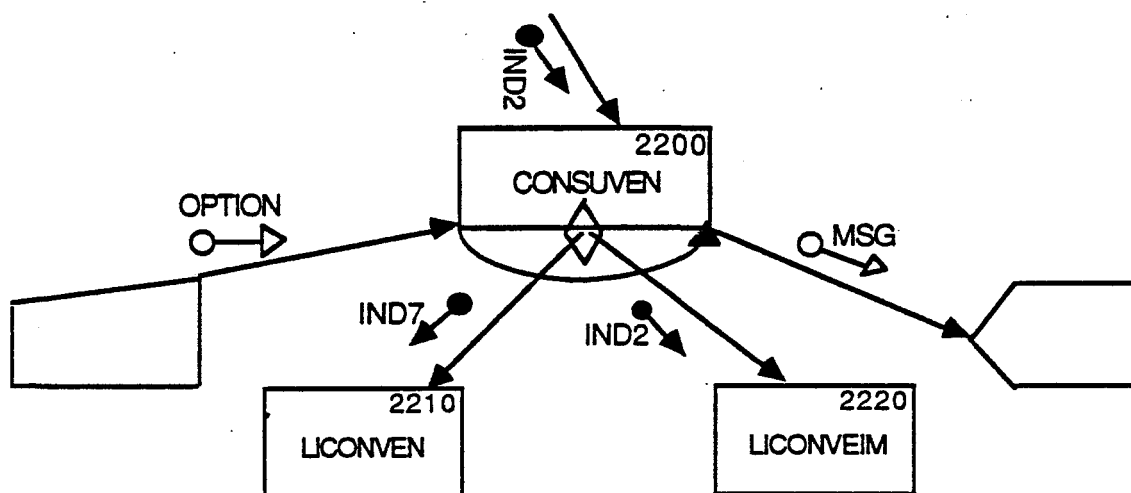 IND2
2200
CONSUVEN
OPTION
MSG
IND7
IND2
2210
LICONVEN
2220
LICONVEIM